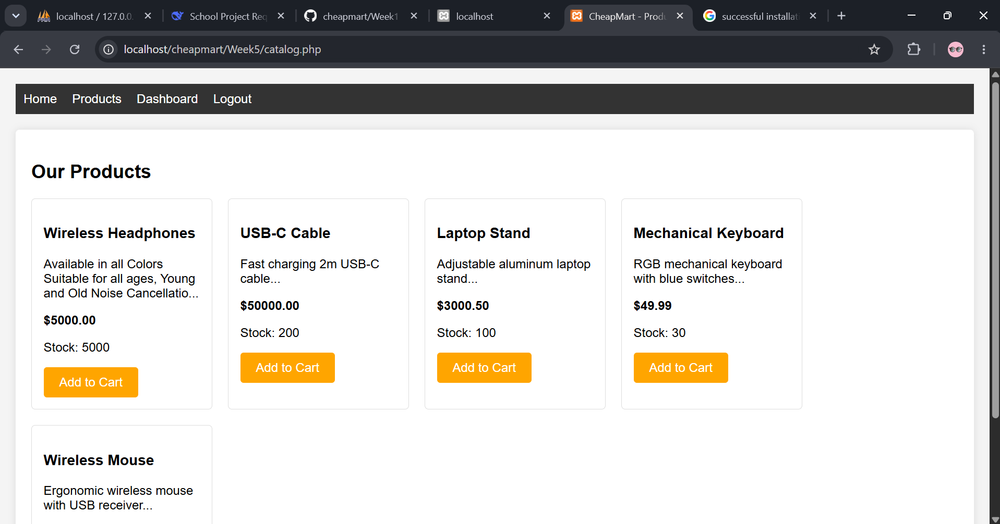 localhost / 127.0.0.
School Project Req
cheapmart/Week1
localhost
CheapMart - Produ
successful installati
localhost/cheapmart/Week5/catalog.php
Home Products Dashboard Logout
Our Products
Wireless Headphones
Available in all Colors
Suitable for all ages, Young
and Old Noise Cancellatio...
$5000.00
Stock: 5000
Add to Cart
USB-C Cable
Fast charging 2m USB-C
cable...
$50000.00
Stock: 200
Add to Cart
Laptop Stand
Adjustable aluminum laptop
stand...
$3000.50
Stock: 100
Add to Cart
Mechanical Keyboard
RGB mechanical keyboard
with blue switches...
$49.99
Stock: 30
Add to Cart
Wireless Mouse
Ergonomic wireless mouse
with USB receiver...